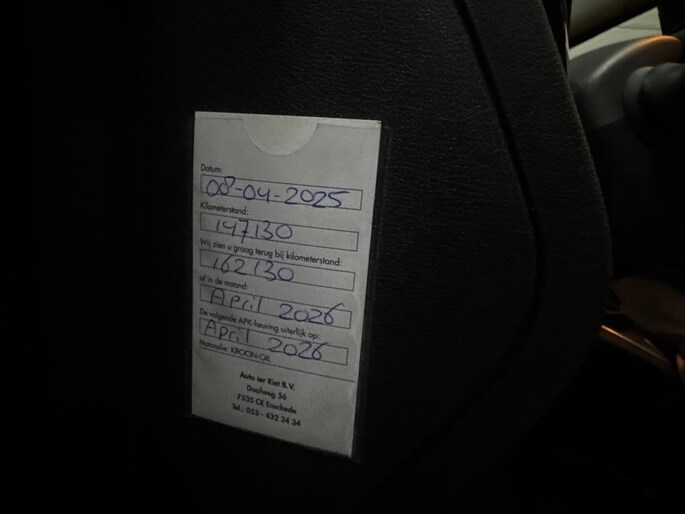 Datum:
08-04-2025
Kilometerstand:
147130
Wij zien u graag terug bij kilometerstand:
162130
of in de maand:
April 2026
De volgende APK keuring uiterlijk op:
April 2026
Motorolie: KROON-OIL
Auto ter Riet B.V.
Daalweg 56
7535 CE Enschede
Tel.: 053 - 432 34 34